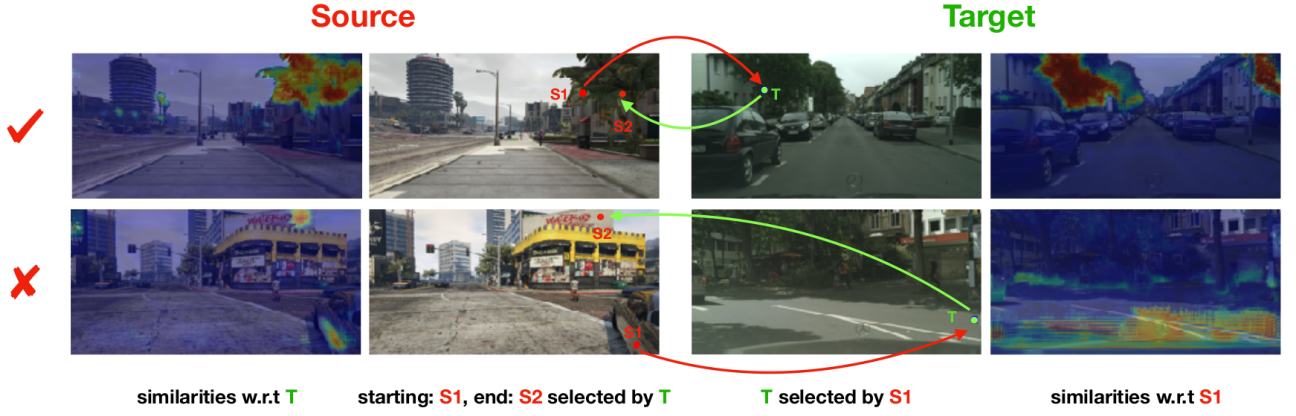 Source
Target
S1
S2
T
S2
T
S1
similarities w.r.t T
starting: S1, end: S2 selected by T
T selected by S1
similarities w.r.t S1